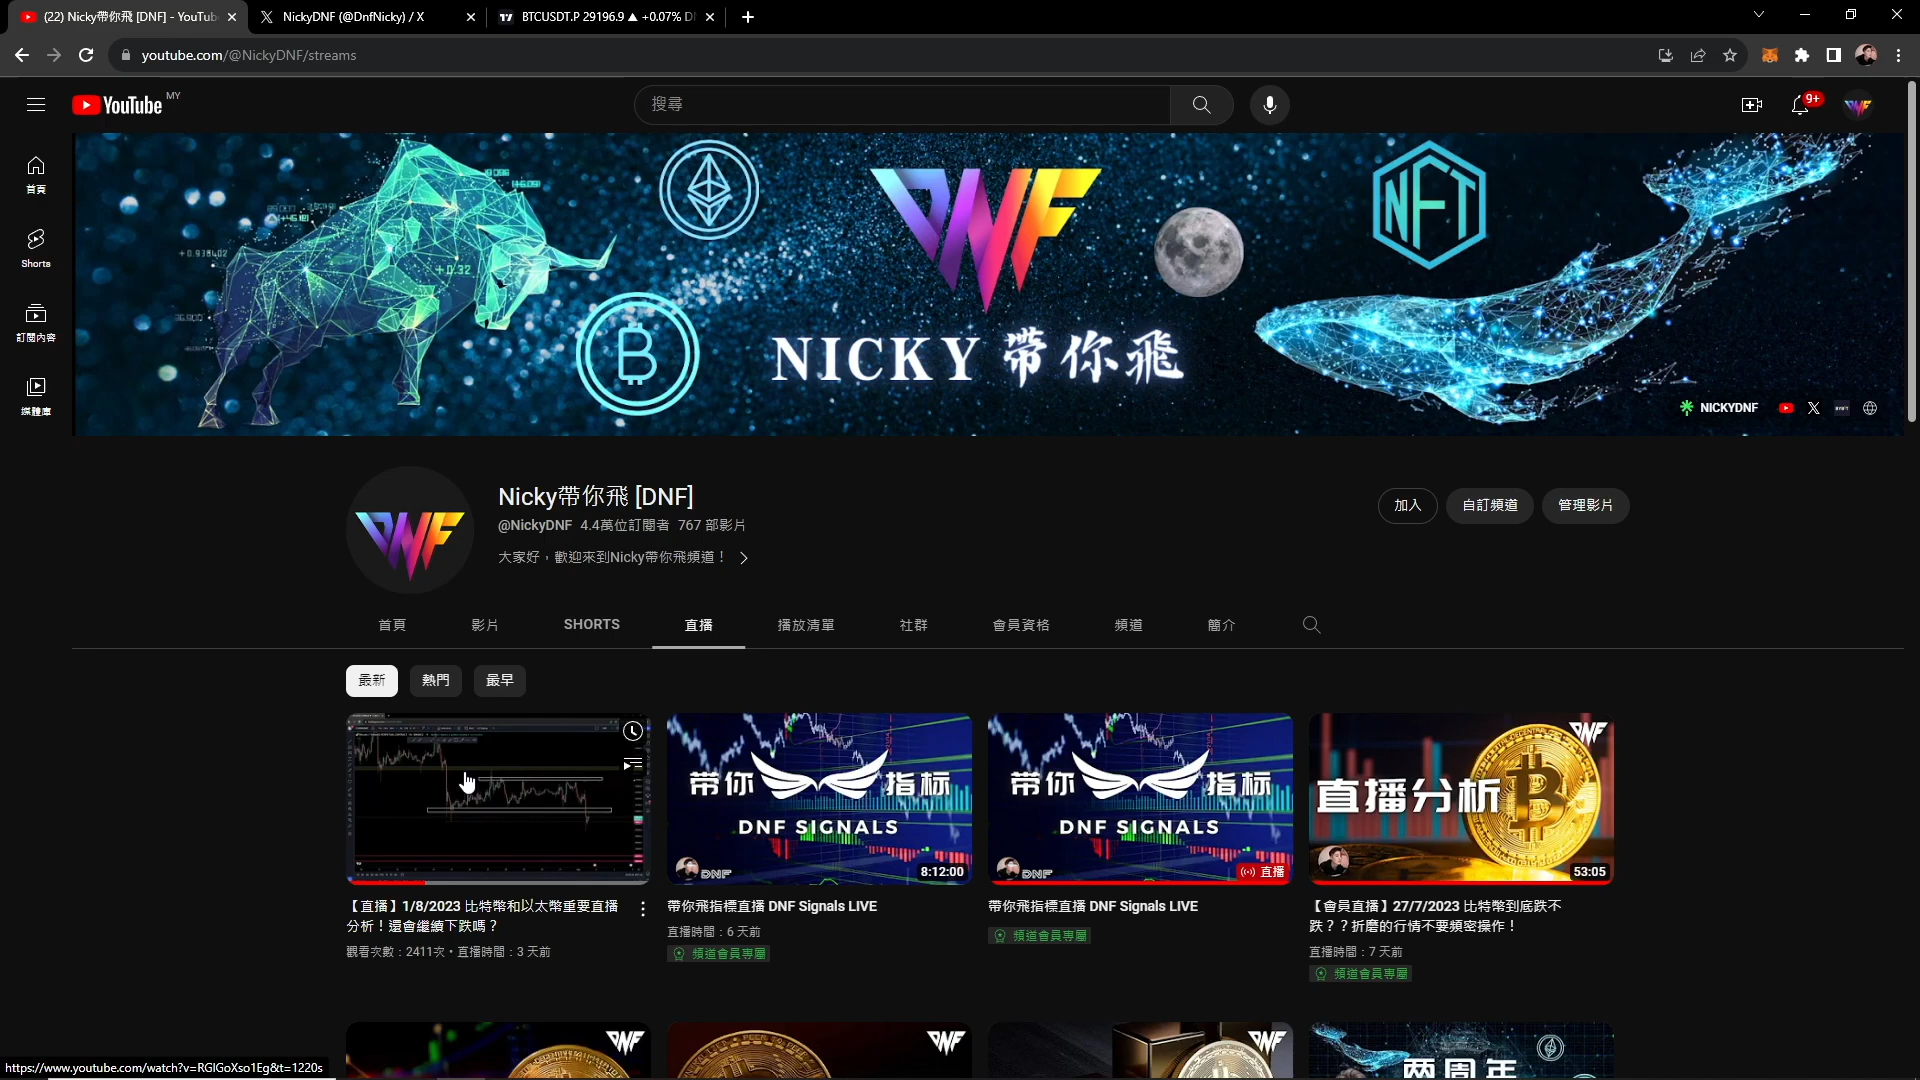 (22) Nicky帶你飛 [DNF] - YouTub
NickyDNF (@DnfNicky) / X
BTCUSDT.P 29196.9 ▲ +0.07%
youtube.com/@NickyDNF/streams
YouTube MY
搜尋
9+
首頁
Shorts
訂閱內容
媒體庫
DNF
NFT
NICKY 帶你飛
NICKYDNF
Nicky帶你飛 [DNF]
@NickyDNF 4.4萬位訂閱者 767 部影片
大家好，歡迎來到Nicky帶你飛頻道！
加入
自訂頻道
管理影片
首頁
影片
SHORTS
直播
播放清單
社群
會員資格
頻道
簡介
最新
熱門
最早
带你 指标
DNF SIGNALS
DNF
8:12:00
带你 指标
DNF SIGNALS
DNF
直播
DNF
直播分析
53:05
【直播】1/8/2023 比特幣和以太幣重要直播
分析！還會繼續下跌嗎？
觀看次數：2411次・直播時間：3 天前
帶你飛指標直播 DNF Signals LIVE
直播時間：6 天前
頻道會員專屬
帶你飛指標直播 DNF Signals LIVE
頻道會員專屬
【會員直播】27/7/2023 比特幣到底跌不
跌？？折磨的行情不要頻密操作！
直播時間：7 天前
頻道會員專屬
DNF
DNF
DNF
两周年
https://www.youtube.com/watch?v=RGlGoXso1Eg&t=1220s